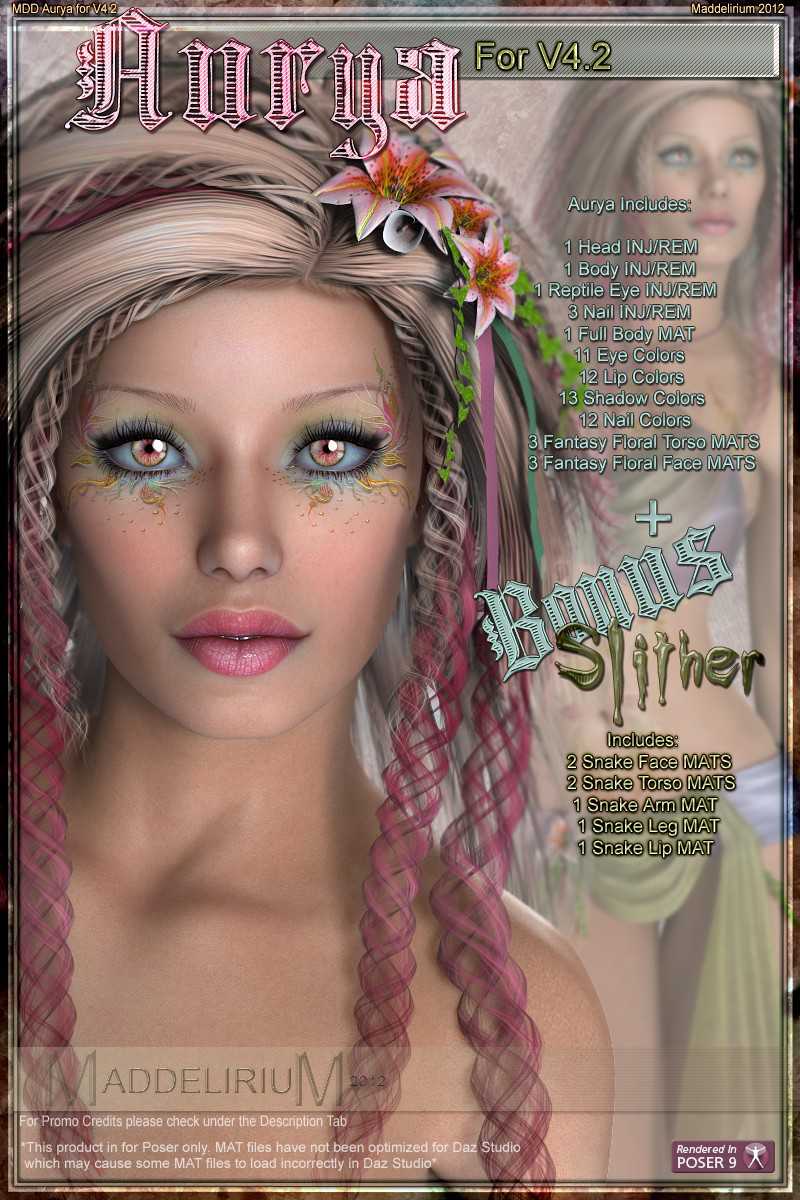 MDD Aurya for V4.2
Maddelirium 2012
Aurya
For V4.2
Aurya Includes:
1 Head INJ/REM
1 Body INJ/REM
1 Reptile Eye INJ/REM
3 Nail INJ/REM
1 Full Body MAT
11 Eye Colors
12 Lip Colors
13 Shadow Colors
12 Nail Colors
3 Fantasy Floral Torso MATS
3 Fantasy Floral Face MATS
+
Bonus
Slither
Includes:
2 Snake Face MATS
2 Snake Torso MATS
1 Snake Arm MAT
1 Snake Leg MAT
1 Snake Lip MAT
MADDELIRIUM 2012
For Promo Credits please check under the Description Tab
*This product in for Poser only. MAT files have not been optimized for Daz Studio
which may cause some MAT files to load incorrectly in Daz Studio*
Rendered In
POSER 9